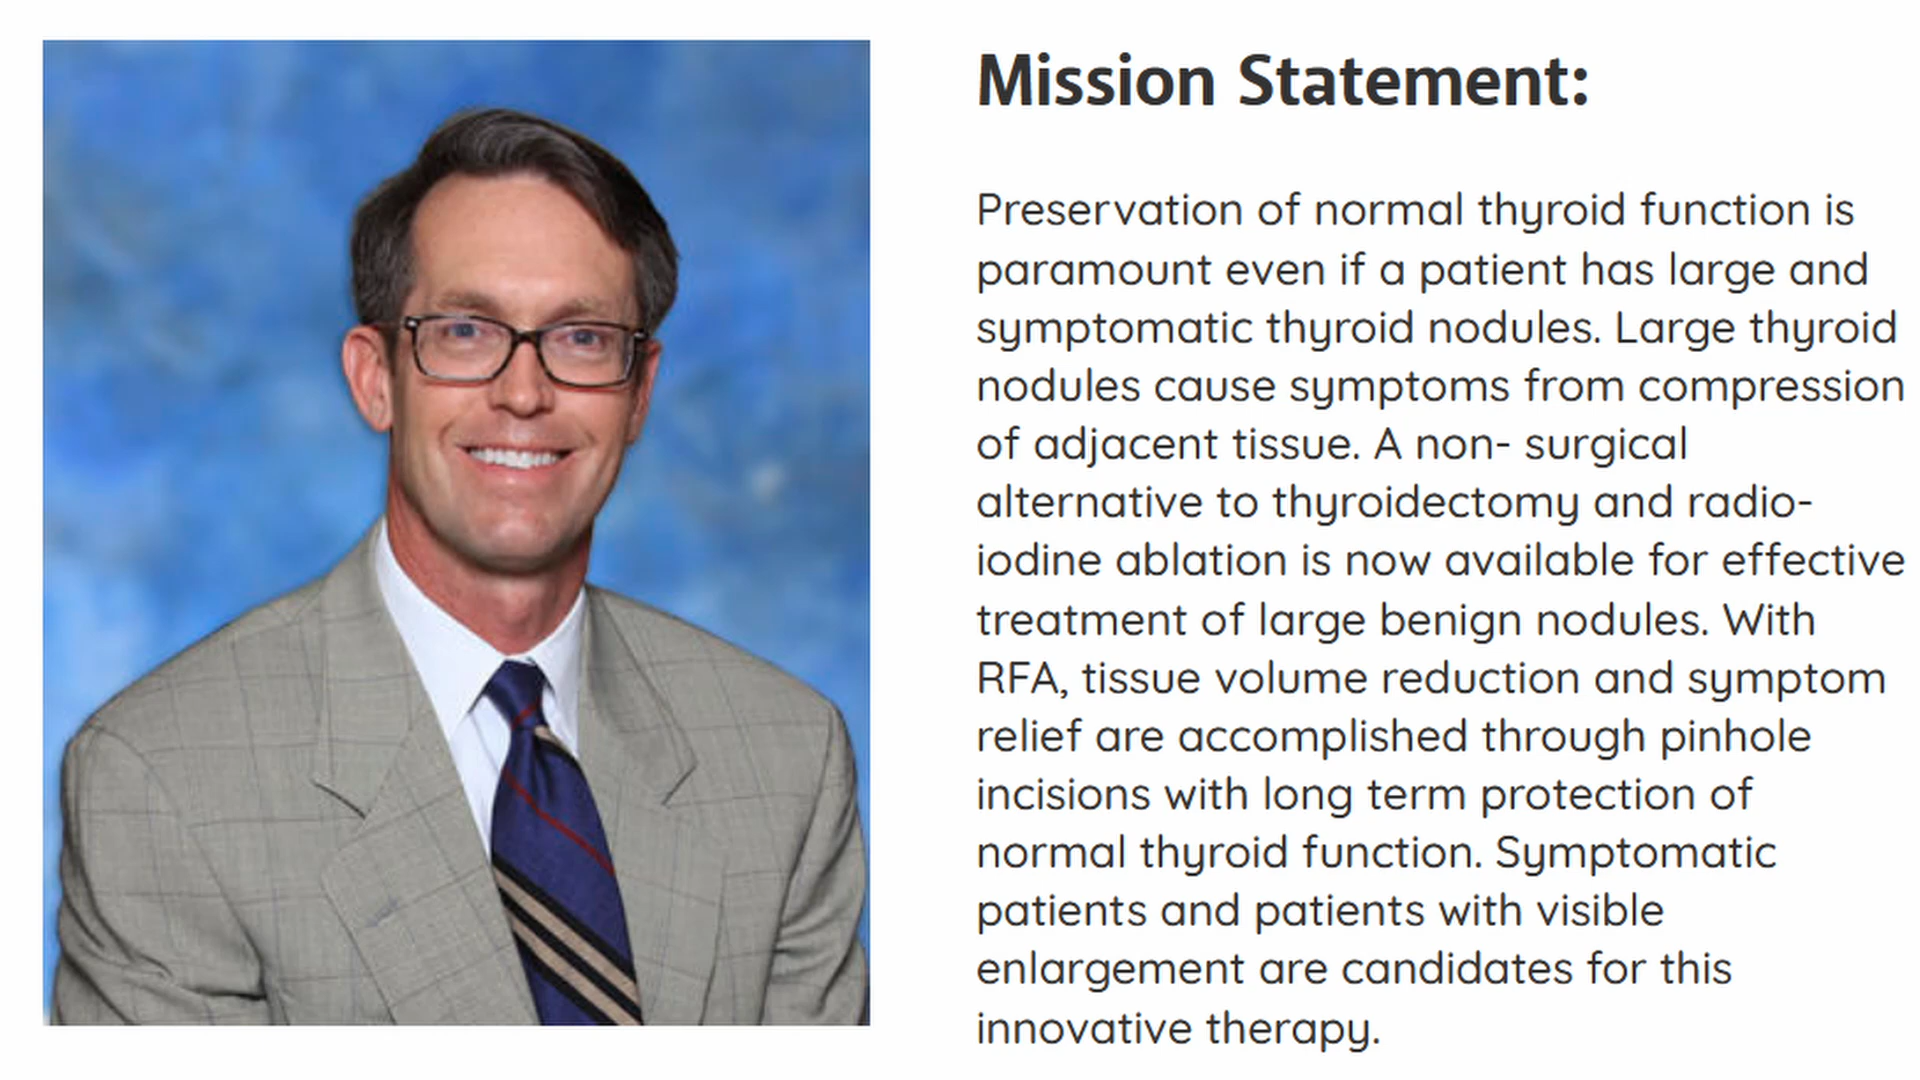 Mission Statement:
Preservation of normal thyroid function is
paramount even if a patient has large and
symptomatic thyroid nodules. Large thyroid
nodules cause symptoms from compression
of adjacent tissue. A non- surgical
alternative to thyroidectomy and radio-
iodine ablation is now available for effective
treatment of large benign nodules. With
RFA, tissue volume reduction and symptom
relief are accomplished through pinhole
incisions with long term protection of
normal thyroid function. Symptomatic
patients and patients with visible
enlargement are candidates for this
innovative therapy.